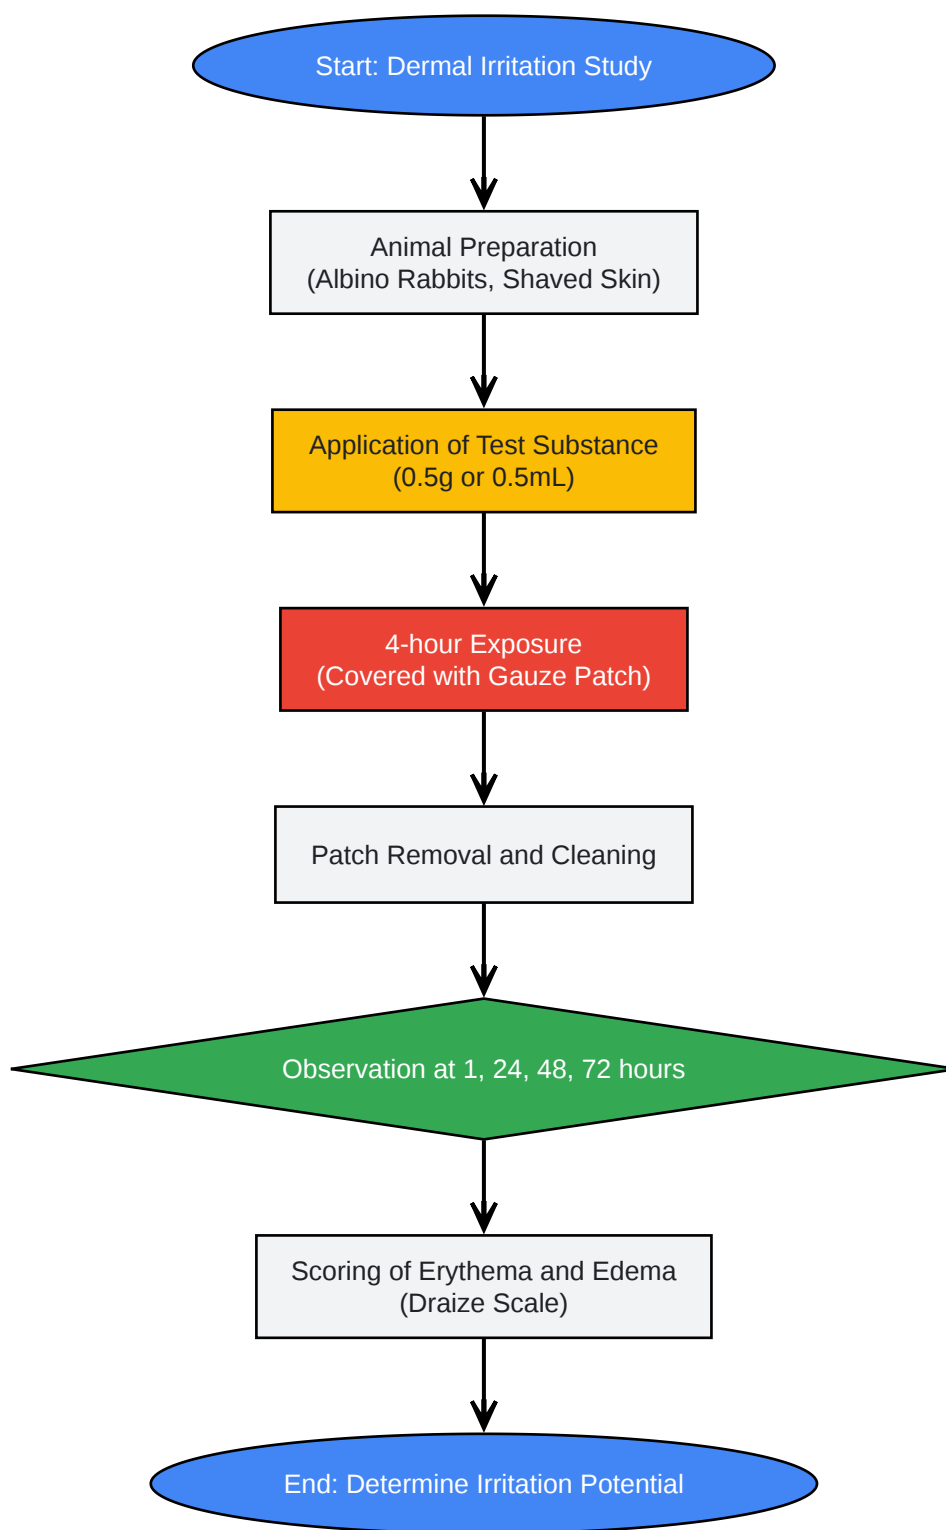 Start: Dermal Irritation Study
Animal Preparation
(Albino Rabbits, Shaved Skin)
Application of Test Substance
(0.5g or 0.5mL)
4-hour Exposure
(Covered with Gauze Patch)
Patch Removal and Cleaning
Observation at 1, 24, 48, 72 hours
Scoring of Erythema and Edema
(Draize Scale)
End: Determine Irritation Potential